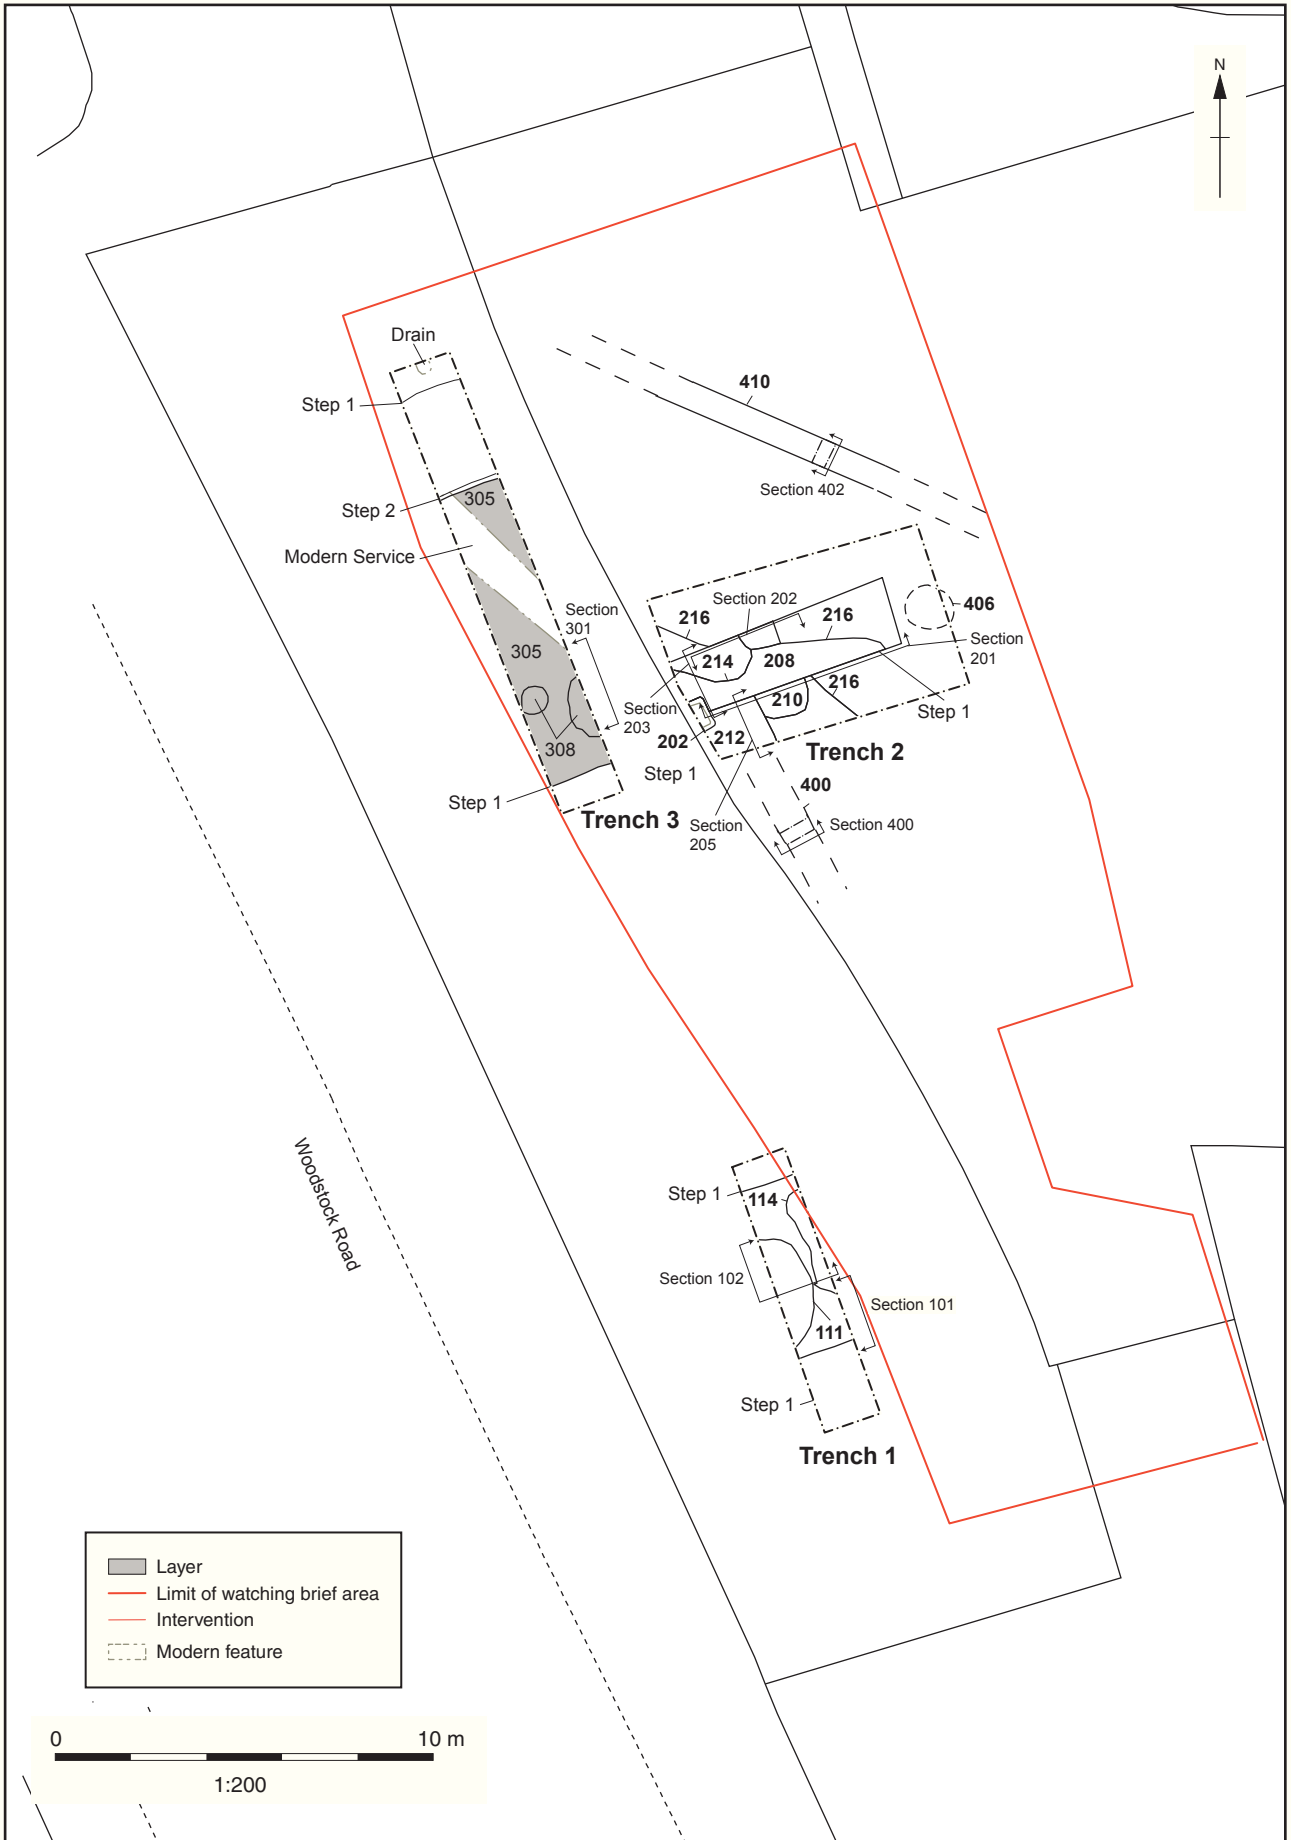 N
Drain
Step 1
410
Section 402
305
Step 2
Modern Service
Section
301
Section 202
216
216
406
Section
201
214
208
305
216
210
Section
203
Step 1
202
212
308
Trench 2
Step 1
400
Step 1
Trench 3
Section
205
Section 400
Woodstock Road
Step 1
114
Section 102
Section 101
111
Step 1
Trench 1
Layer
Limit of watching brief area
Intervention
Modern feature
0 10 m
1:200